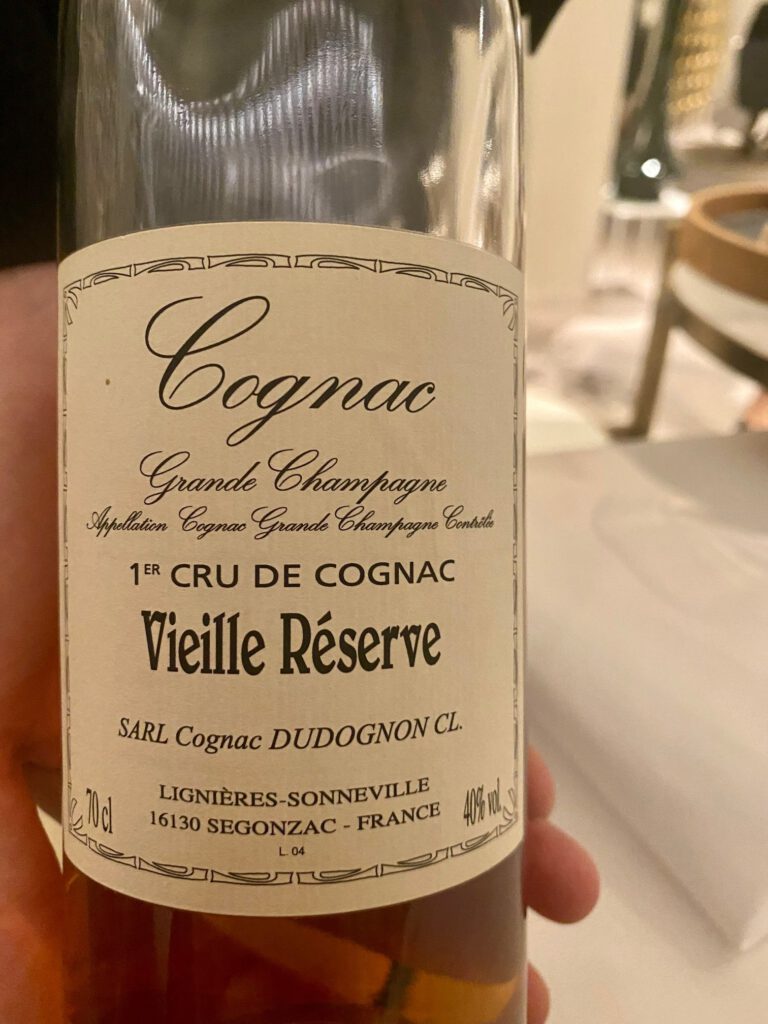 Cognac
Grande Champagne
Appellation Cognac Grande Champagne Contrôlée
1ER CRU DE COGNAC
Vieille Réserve
SARL Cognac DUDOGNON CL.
LIGNIÈRES-SONNEVILLE
70 cl 16130 SEGONZAC - FRANCE 40% vol.
L. 04